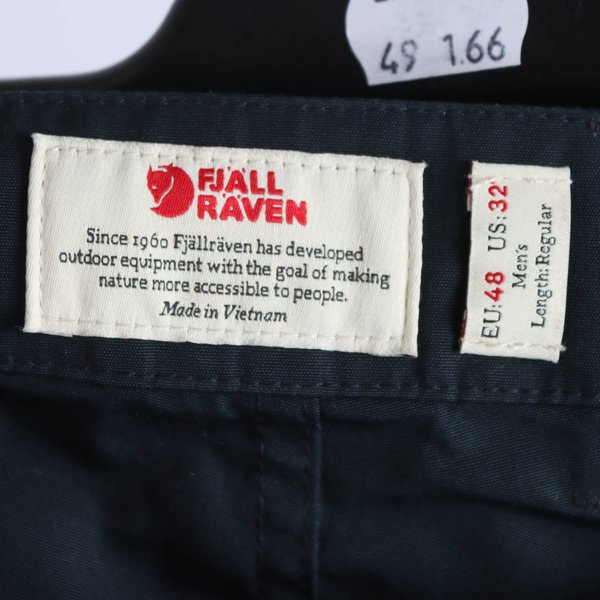 49 1.66
FJÄLL
RÄVEN
Since 1960 Fjällräven has developed
outdoor equipment with the goal of making
nature more accessible to people.
Made in Vietnam
EU:48 US:32"
Men's
Length: Regular